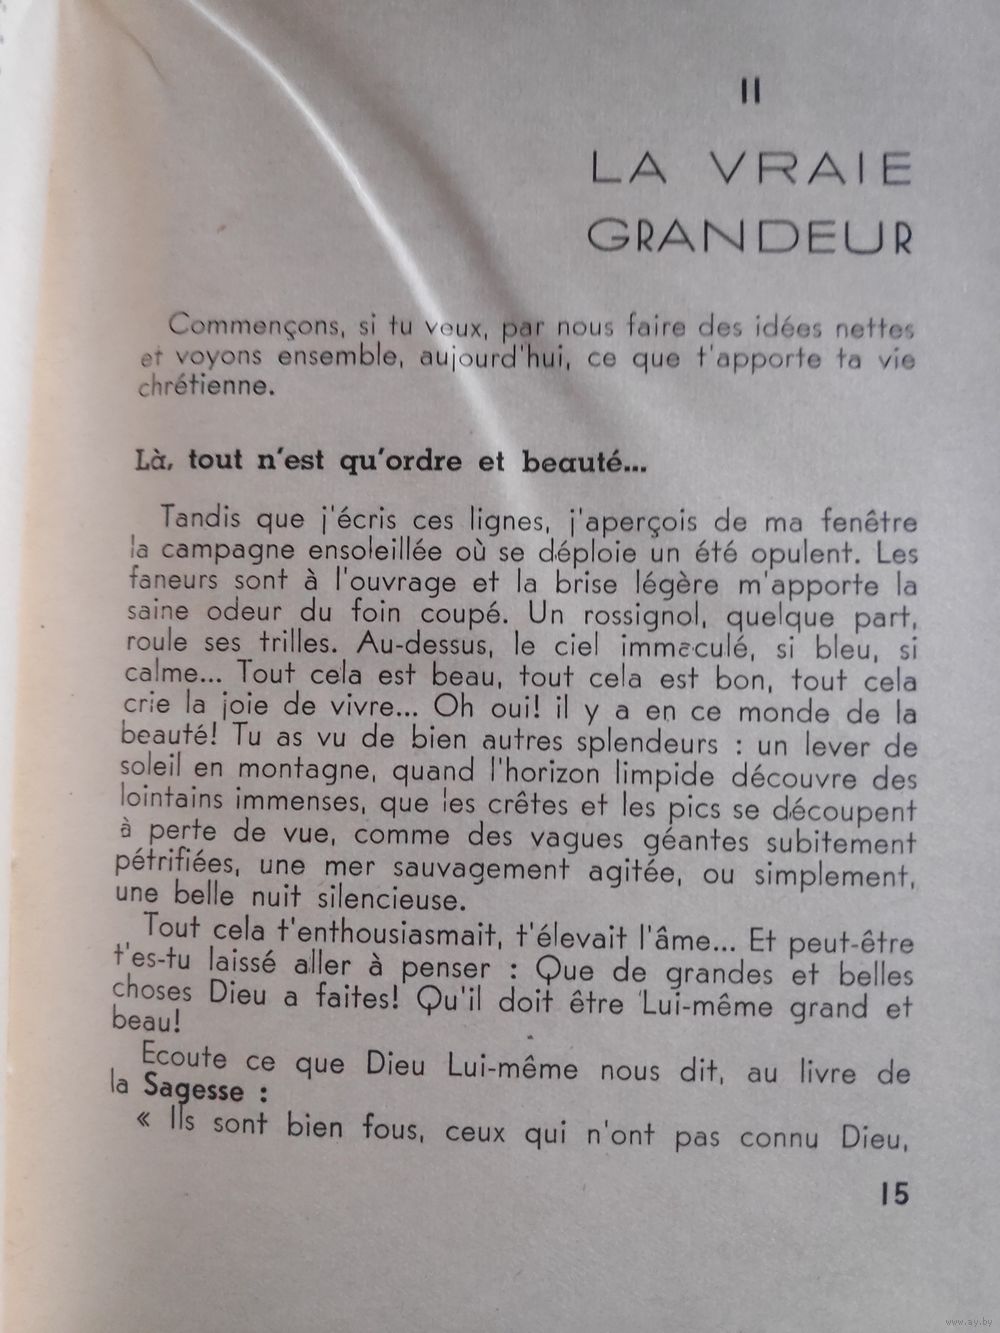 II
LA VRAIE
GRANDEUR
Commençons, si tu veux, par nous faire des idées nettes
et voyons ensemble, aujourd'hui, ce que t'apporte ta vie
chrétienne.
Là, tout n'est qu'ordre et beauté...
Tandis que j'écris ces lignes, j'aperçois de ma fenêtre
la campagne ensoleillée où se déploie un été opulent. Les
faneurs sont à l'ouvrage et la brise légère m'apporte la
saine odeur du foin coupé. Un rossignol, quelque part,
roule ses trilles. Au-dessus, le ciel immaculé, si bleu, si
calme... Tout cela est beau, tout cela est bon, tout cela
crie la joie de vivre... Oh oui! il y a en ce monde de la
beauté! Tu as vu de bien autres splendeurs : un lever de
soleil en montagne, quand l'horizon limpide découvre des
lointains immenses, que les crêtes et les pics se découpent
à perte de vue, comme des vagues géantes subitement
pétrifiées, une mer sauvagement agitée, ou simplement,
une belle nuit silencieuse.
Tout cela t'enthousiasmait, t'élevait l'âme... Et peut-être
t'es-tu laissé aller à penser : Que de grandes et belles
choses Dieu a faites! Qu'il doit être Lui-même grand et
beau!
Ecoute ce que Dieu Lui-même nous dit, au livre de
la Sagesse :
« Ils sont bien fous, ceux qui n'ont pas connu Dieu,
15
www.ay.by